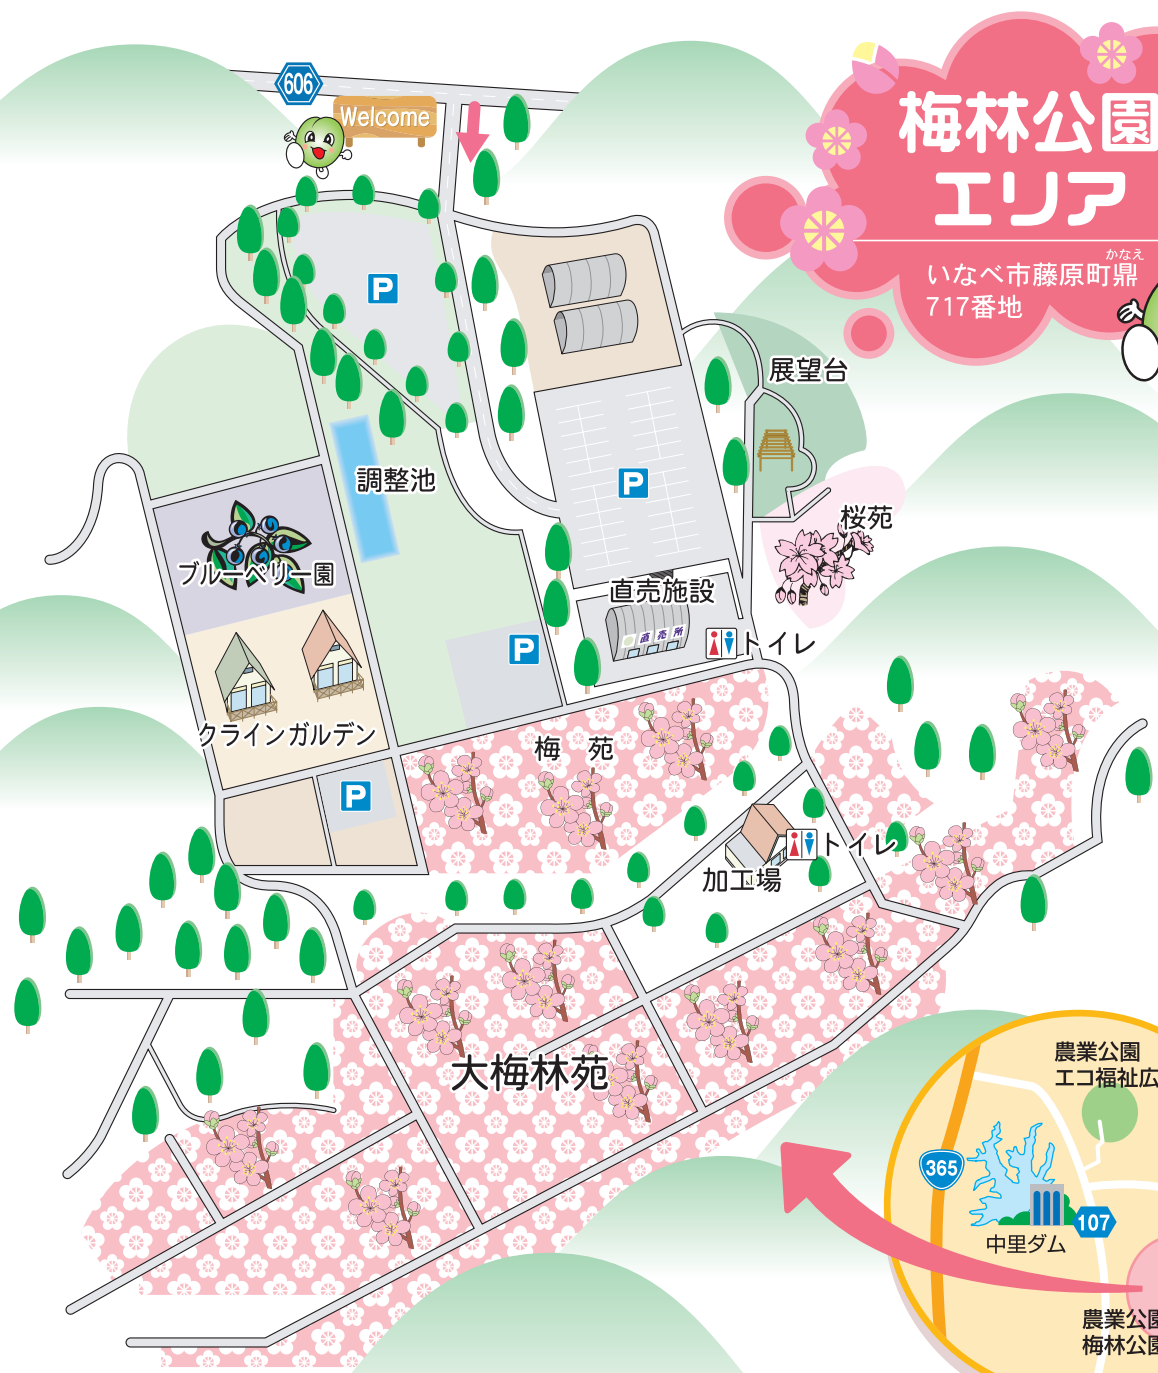 606
Welcome
梅林公園
エリア
かなえ
いなべ市藤原町鼎
717番地
P
展望台
調整池
P
桜苑
ブルーベリー園
直売施設
直売所
トイレ
P
クラインガルデン
梅 苑
P
トイレ
加工場
大梅林苑
農業公園
エコ福祉広
365
107
中里ダム
農業公園
梅林公園